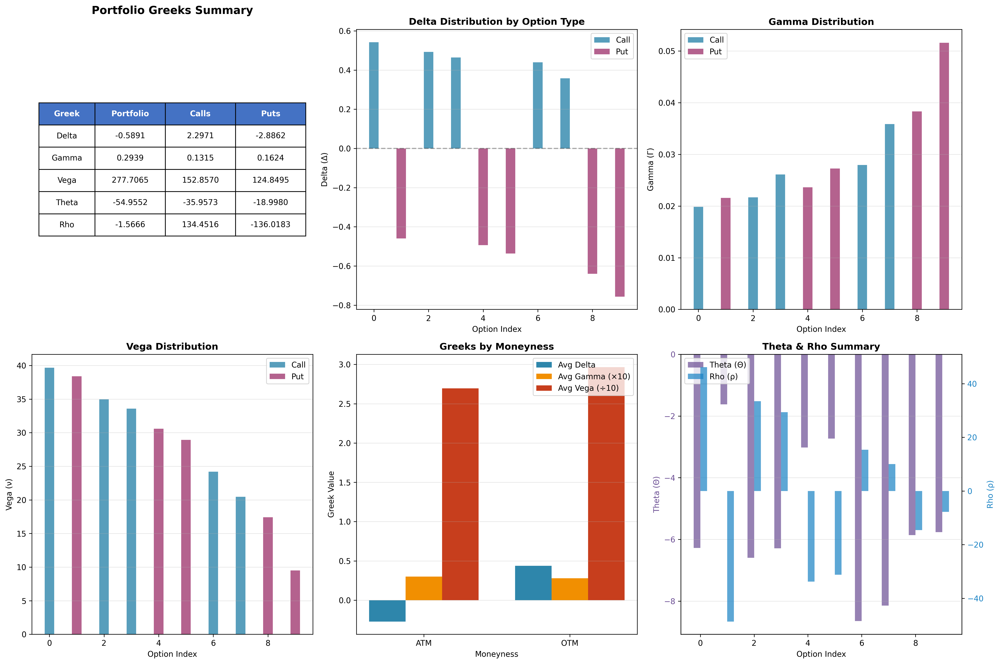 Portfolio Greeks Summary
Greek Portfolio Calls Puts
Delta -0.5891 2.2971 -2.8862
Gamma 0.2939 0.1315 0.1624
Vega 277.7065 152.8570 124.8495
Theta -54.9552 -35.9573 -18.9980
Rho -1.5666 134.4516 -136.0183
Delta Distribution by Option Type
Call
Put
0.6
0.4
0.2
0.0
−0.2
−0.4
−0.6
−0.8
Delta (Δ)
0 2 4 6 8
Option Index
Gamma Distribution
Call
Put
0.05
0.04
0.03
0.02
0.01
0.00
Gamma (Γ)
0 2 4 6 8
Option Index
Vega Distribution
Call
Put
40
35
30
25
20
15
10
5
0
Vega (ν)
0 2 4 6 8
Option Index
Greeks by Moneyness
Avg Delta
Avg Gamma (×10)
Avg Vega (÷10)
3.0
2.5
2.0
1.5
1.0
0.5
0.0
Greek Value
ATM OTM
Moneyness
Theta & Rho Summary
Theta (Θ)
Rho (ρ)
0
−2
−4
−6
−8
Theta (Θ)
40
20
0
−20
−40
Rho (ρ)
0 2 4 6 8
Option Index